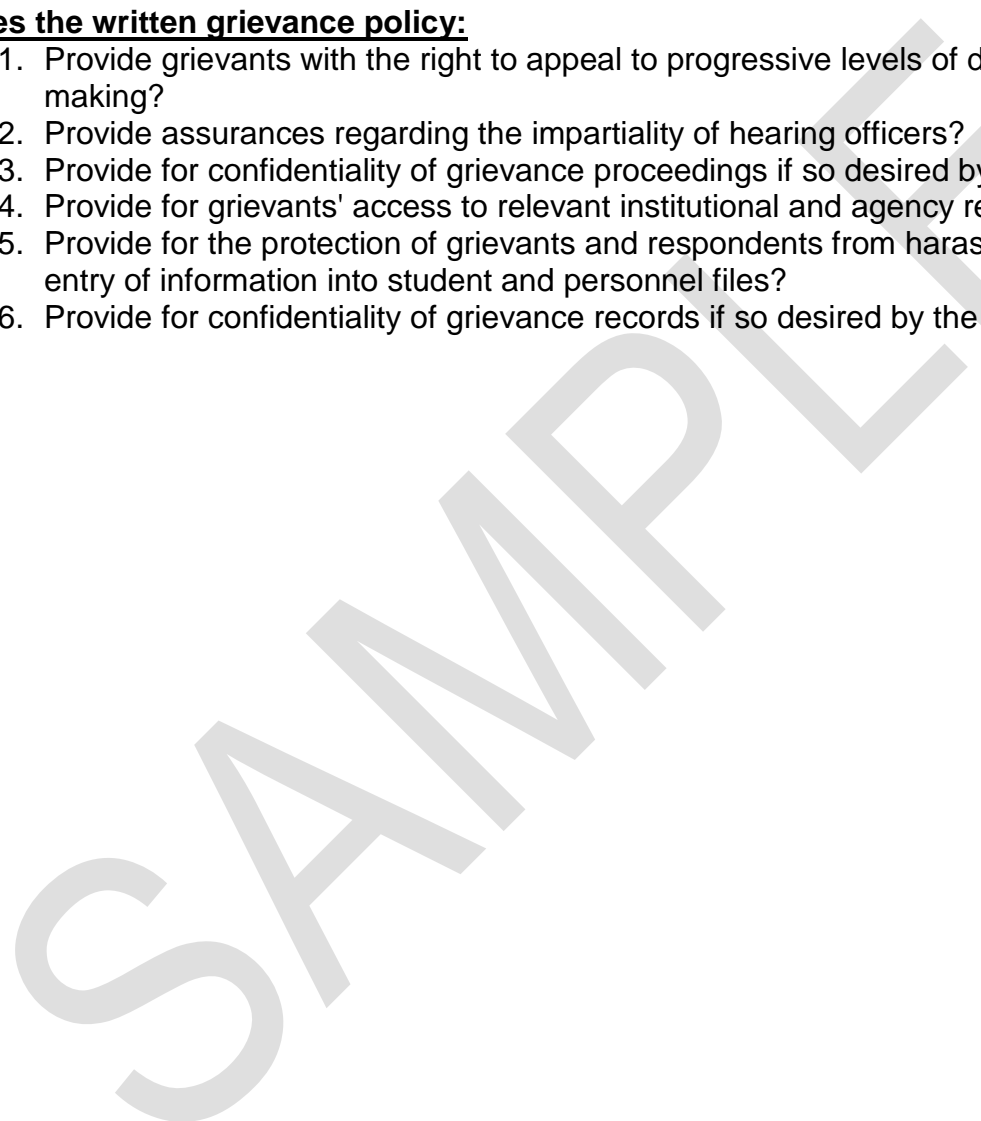 es the written grievance policy:
1. Provide grievants with the right to appeal to progressive levels of d
making?
2. Provide assurances regarding the impartiality of hearing officers?
3. Provide for confidentiality of grievance proceedings if so desired by
4. Provide for grievants' access to relevant institutional and agency re
5. Provide for the protection of grievants and respondents from haras
entry of information into student and personnel files?
6. Provide for confidentiality of grievance records if so desired by the
SAMPLE